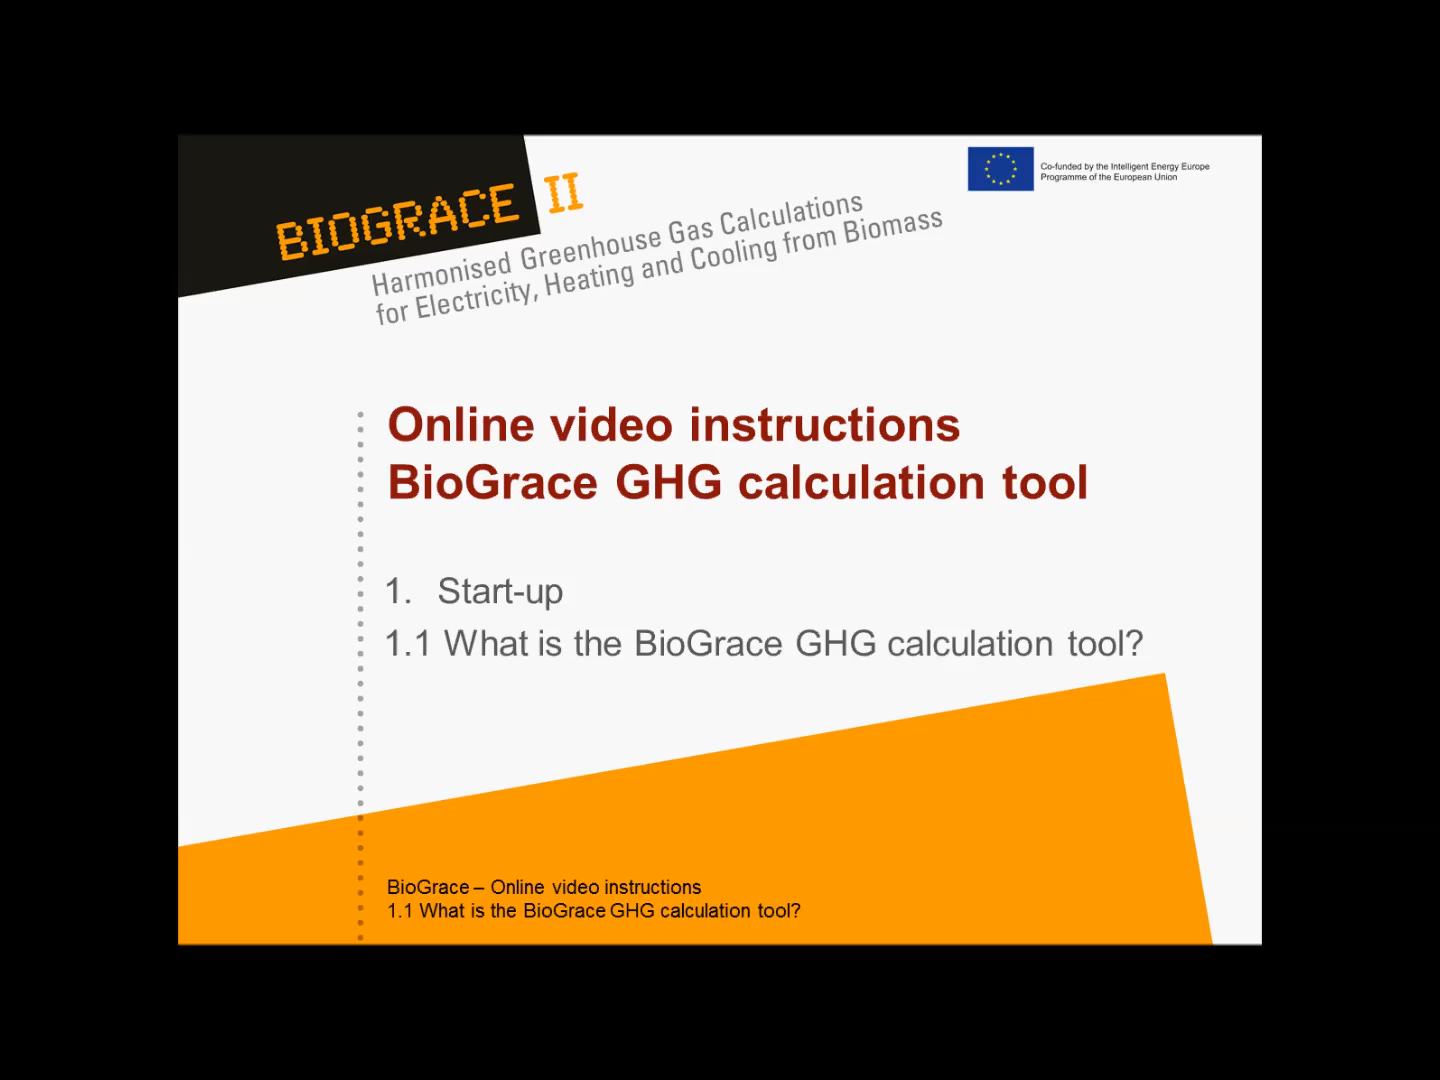 BIOGRACE II
Harmonised Greenhouse Gas Calculations
for Electricity, Heating and Cooling from Biomass
Co-funded by the Intelligent Energy Europe
Programme of the European Union
Online video instructions
BioGrace GHG calculation tool
1. Start-up
1.1 What is the BioGrace GHG calculation tool?
BioGrace – Online video instructions
1.1 What is the BioGrace GHG calculation tool?